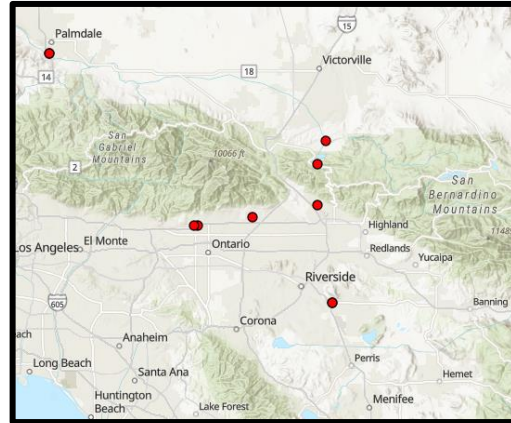 Palmdale
15
Victorville
18
14
San
Gabriel
Mountains
10066 ft
2
San
Bernardino
Mountains
Highland
1148
Los Angeles
El Monte
Ontario
Redlands
Yucaipa
Riverside
605
Banning
Corona
Anaheim
ach
Perris
Long Beach
Santa Ana
Hemet
Huntington
Beach
Lake Forest
Menifee